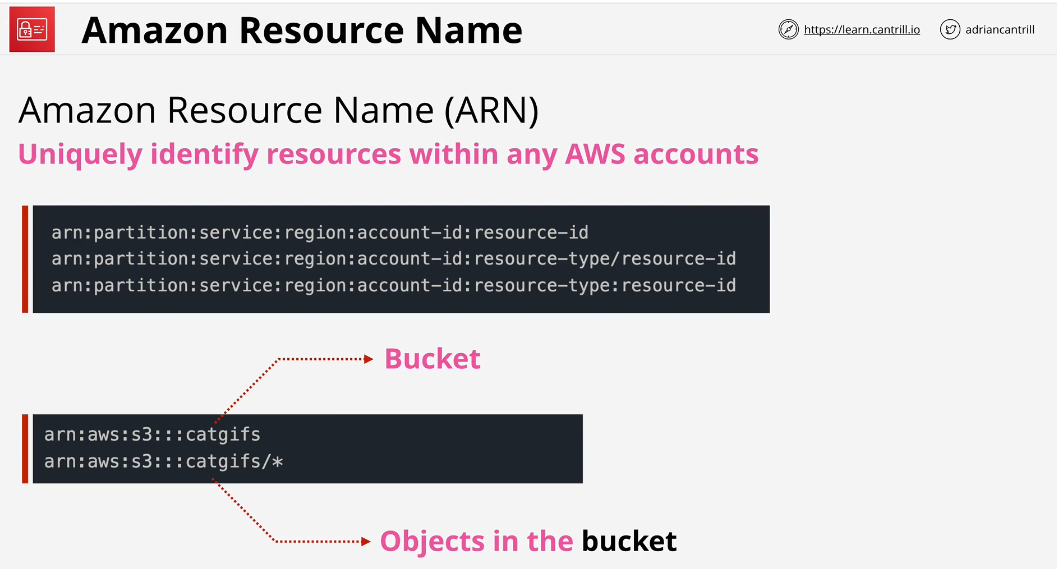 Amazon Resource Name
https://learn.cantrill.io
adriancantrill
Amazon Resource Name (ARN)
Uniquely identify resources within any AWS accounts
arn:partition:service:region:account-id:resource-id
arn:partition:service:region:account-id:resource-type/resource-id
arn:partition:service:region:account-id:resource-type:resource-id
Bucket
arn:aws:s3:::catgifs
arn:aws:s3:::catgifs/*
Objects in the bucket